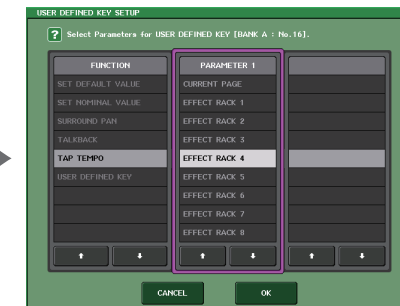 USER DEFINED KEY SETUP
? Select Parameters for USER DEFINED KEY [BANK A : No.16].
FUNCTION
SET DEFAULT VALUE
SET NOMINAL VALUE
SURROUND PAN
TALKBACK
TAP TEMPO
USER DEFINED KEY
PARAMETER 1
CURRENT PAGE
EFFECT RACK 1
EFFECT RACK 2
EFFECT RACK 3
EFFECT RACK 4
EFFECT RACK 5
EFFECT RACK 6
EFFECT RACK 7
EFFECT RACK 8
CANCEL
OK